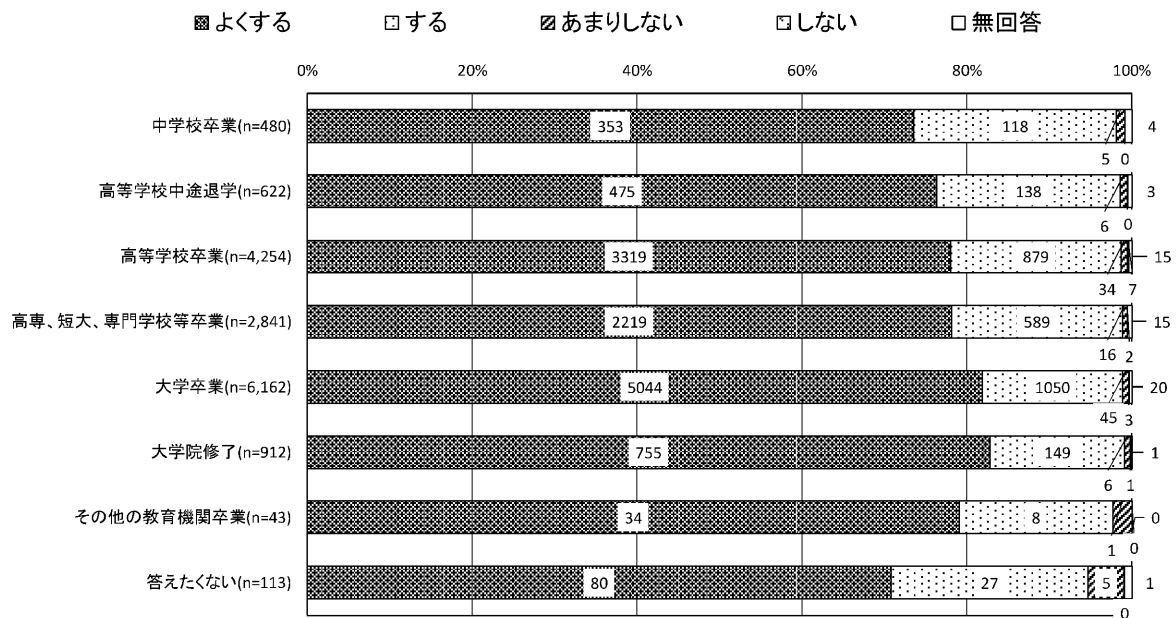 よくする する あまりしない しない 無回答
0% 20% 40% 60% 80% 100%
中学校卒業(n=480) 353 118 4
5 0
高等学校中途退学(n=622) 475 138 3
6 0
高等学校卒業(n=4,254) 3319 879 15
34 7
高専、短大、専門学校等卒業(n=2,841) 2219 589 15
16 2
大学卒業(n=6,162) 5044 1050 20
45 3
大学院修了(n=912) 755 149 1
6 1
その他の教育機関卒業(n=43) 34 8 0
1 0
答えたくない(n=113) 80 27 5 1
0